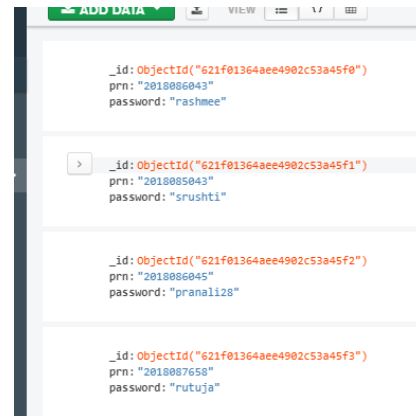 ADD DATA VIEW
_id: ObjectId("621f01364aee4902c53a45f0")
prn: "2018086043"
password: "rashmee"
_id: ObjectId("621f01364aee4902c53a45f1")
prn: "2018085043"
password: "srushti"
_id: ObjectId("621f01364aee4902c53a45f2")
prn: "2018086045"
password: "pranali28"
_id: ObjectId("621f01364aee4902c53a45f3")
prn: "2018087658"
password: "rutuja"